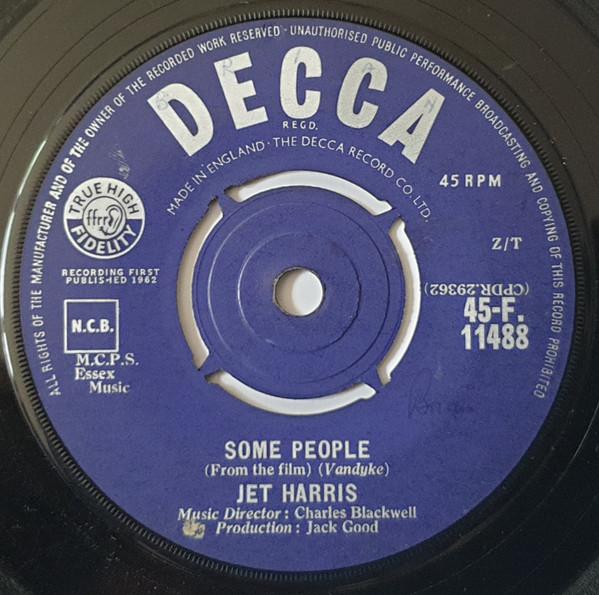 ALL RIGHTS OF THE MANUFACTURER AND OF THE OWNER OF THE RECORDED WORK RESERVED · UNAUTHORISED PUBLIC PERFORMANCE BROADCASTING AND COPYING OF THIS RECORD PROHIBITED
DECCA
REGD.
MADE IN ENGLAND · THE DECCA RECORD CO. LTD.
45 RPM
TRUE HIGH
ffrr
FIDELITY
Z/T
RECORDING FIRST
PUBLISHED 1962
(CPDR.29362)
45-F.
11488
N.C.B.
M.C.P.S.
Essex
Music
SOME PEOPLE
(From the film) (Vandyke)
JET HARRIS
Music Director : Charles Blackwell
Production : Jack Good